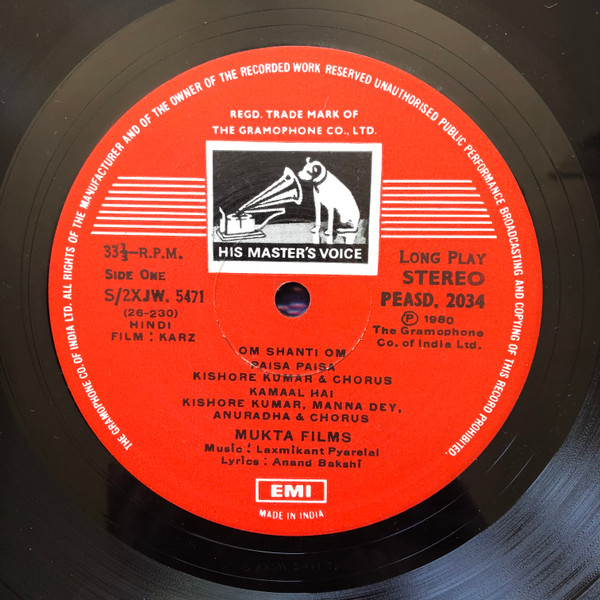 THE GRAMOPHONE CO. OF INDIA LTD. ALL RIGHTS OF THE MANUFACTURER AND OF THE OWNER OF THE RECORDED WORK RESERVED UNAUTHORISED PUBLIC PERFORMANCE BROADCASTING AND COPYING OF THIS RECORD PROHIBITED.
REGD. TRADE MARK OF
THE GRAMOPHONE CO., LTD.
HIS MASTER'S VOICE
33⅓-R.P.M.
SIDE ONE
S/2XJW. 5471
(26-230)
HINDI
FILM : KARZ
LONG PLAY
STEREO
PEASD. 2034
Ⓟ 1980
The Gramophone
Co. of India Ltd.
OM SHANTI OM
PAISA PAISA
KISHORE KUMAR & CHORUS
KAMAAL HAI
KISHORE KUMAR, MANNA DEY,
ANURADHA & CHORUS
MUKTA FILMS
Music : Laxmikant Pyarelal
Lyrics : Anand Bakshi
EMI
MADE IN INDIA